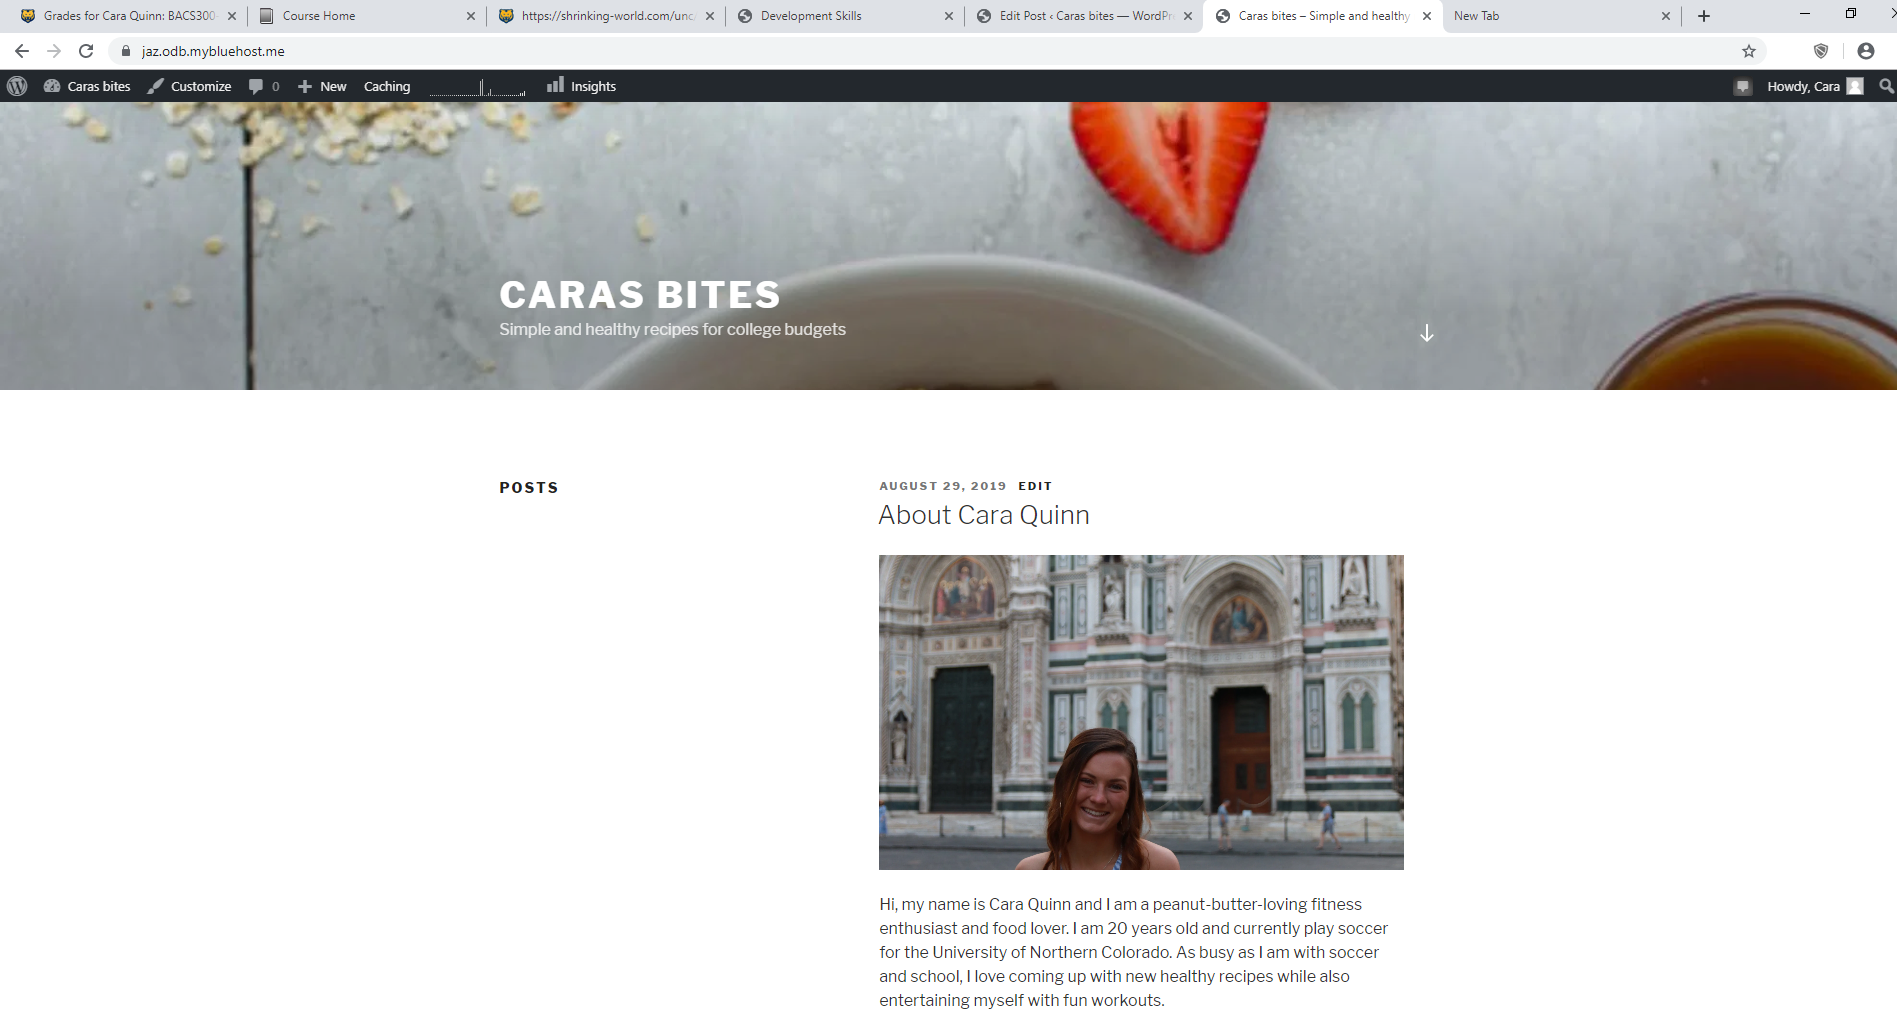 Grades for Cara Quinn: BACS300-
Course Home
https://shrinking-world.com/unc/
Development Skills
Edit Post ‹ Caras bites — WordPr
Caras bites – Simple and healthy
New Tab
jaz.odb.mybluehost.me
Caras bites
Customize
0
New
Caching
Insights
Howdy, Cara
CARAS BITES
Simple and healthy recipes for college budgets
POSTS
AUGUST 29, 2019 EDIT
About Cara Quinn
Hi, my name is Cara Quinn and I am a peanut-butter-loving fitness
enthusiast and food lover. I am 20 years old and currently play soccer
for the University of Northern Colorado. As busy as I am with soccer
and school, I love coming up with new healthy recipes while also
entertaining myself with fun workouts.